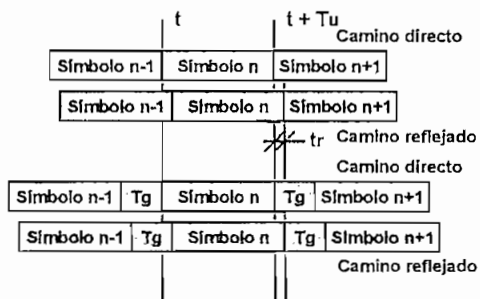 t
t + Tu
Camino directo
Símbolo n-1 Símbolo n Símbolo n+1
Símbolo n-1 Símbolo n Símbolo n+1
tr
Camino reflejado
Camino directo
Símbolo n-1 Tg Símbolo n Tg Símbolo n+1
Símbolo n-1 Tg Símbolo n Tg Símbolo n+1
Camino reflejado